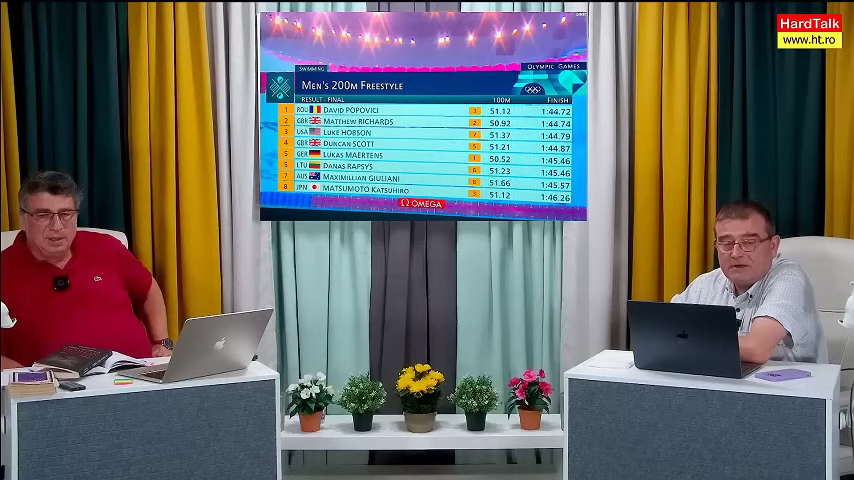 HardTalk
www.ht.ro
SWIMMING
OLYMPIC GAMES
MEN'S 200M FREESTYLE
RESULT - FINAL 100M FINISH
1 ROU DAVID POPOVICI 51.12 1:44.72
2 GBR MATTHEW RICHARDS 2 50.92 1:44.74
3 USA LUKE HOBSON 7 51.37 1:44.79
4 GBR DUNCAN SCOTT 5 51.21 1:44.87
5 GER LUKAS MAERTENS 1 50.52 1:45.46
5 LTU DANAS RAPSYS 6 51.23 1:45.46
7 AUS MAXIMILLIAN GIULIANI 8 51.66 1:45.57
8 JPN MATSUMOTO KATSUHIRO 3 51.12 1:46.26
Ω OMEGA